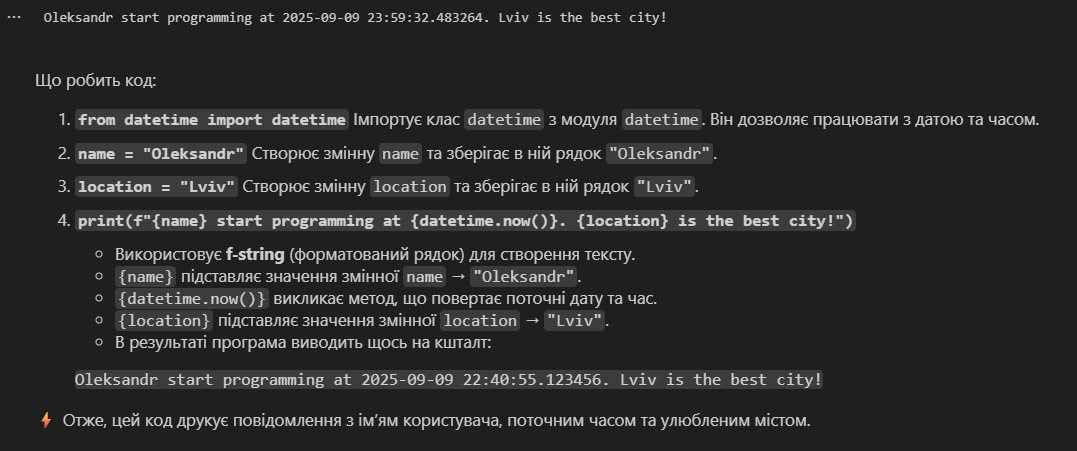 ... Oleksandr start programming at 2025-09-09 23:59:32.483264. Lviv is the best city!
Що робить код:
1. from datetime import datetime Імпортує клас datetime з модуля datetime. Він дозволяє працювати з датою та часом.
2. name = "Oleksandr" Створює змінну name та зберігає в ній рядок "Oleksandr".
3. location = "Lviv" Створює змінну location та зберігає в ній рядок "Lviv".
4. print(f"{name} start programming at {datetime.now()}. {location} is the best city!")
◦ Використовує f-string (форматований рядок) для створення тексту.
◦ {name} підставляє значення змінної name → "Oleksandr".
◦ {datetime.now()} викликає метод, що повертає поточні дату та час.
◦ {location} підставляє значення змінної location → "Lviv".
◦ В результаті програма виводить щось на кшталт:
Oleksandr start programming at 2025-09-09 22:40:55.123456. Lviv is the best city!
⚡ Отже, цей код друкує повідомлення з ім’ям користувача, поточним часом та улюбленим містом.